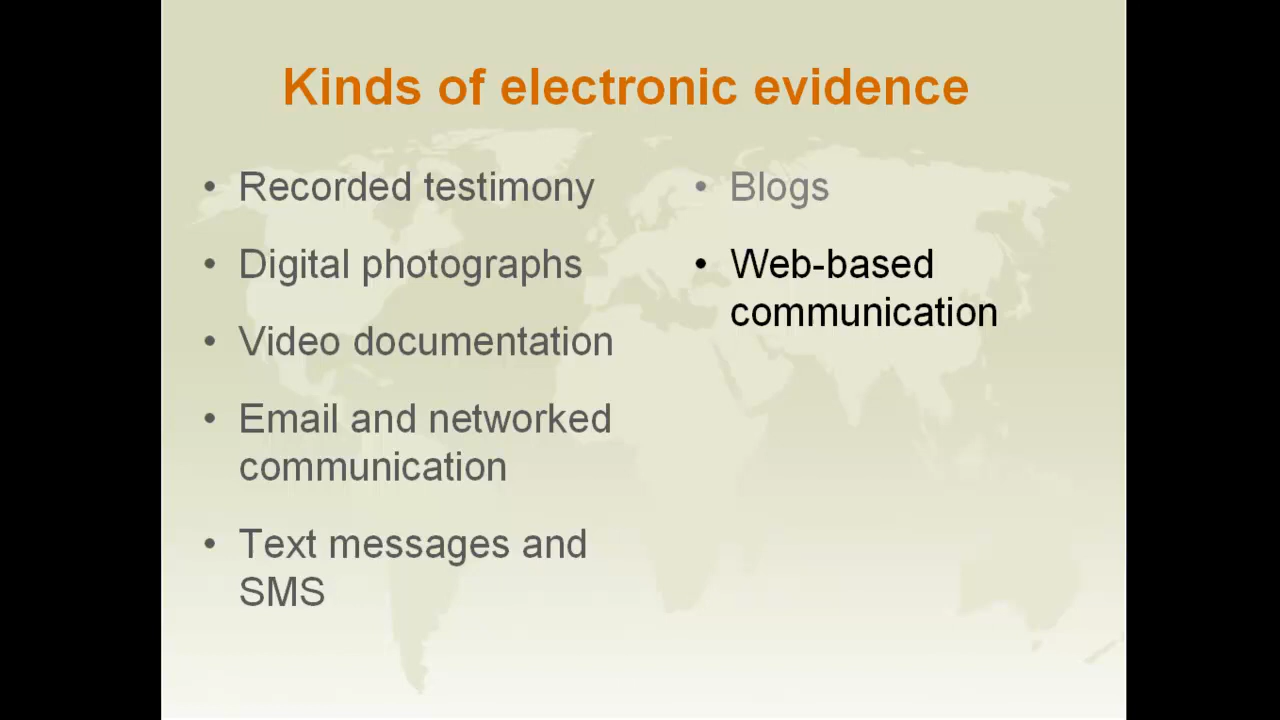 Kinds of electronic evidence
• Recorded testimony
• Digital photographs
• Video documentation
• Email and networked
communication
• Text messages and
SMS
• Blogs
• Web-based
communication